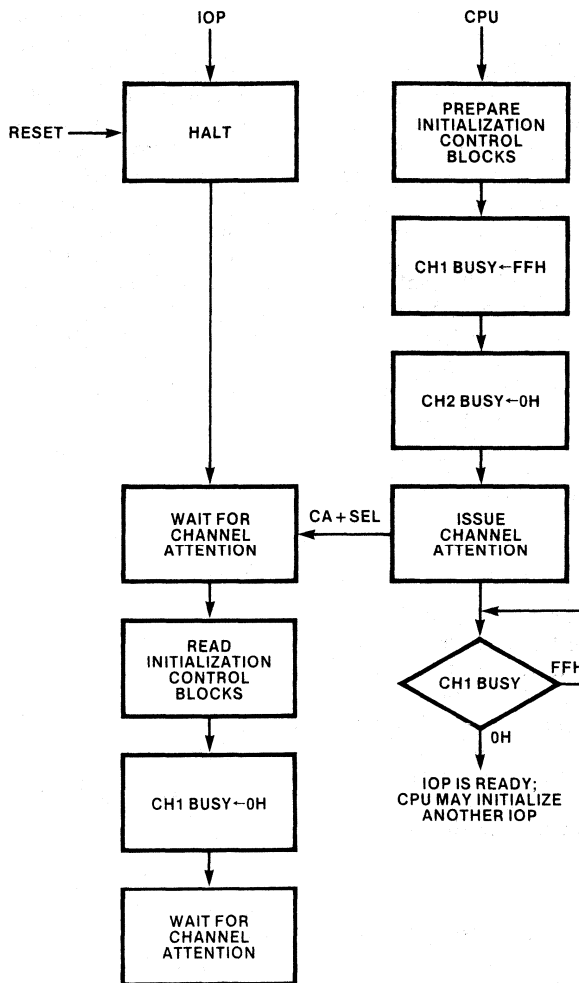 IOP
CPU
RESET
HALT
PREPARE
INITIALIZATION
CONTROL
BLOCKS
CH1 BUSY←FFH
CH2 BUSY←0H
WAIT FOR
CHANNEL
ATTENTION
CA+SEL
ISSUE
CHANNEL
ATTENTION
READ
INITIALIZATION
CONTROL
BLOCKS
CH1 BUSY
FFH
0H
CH1 BUSY←0H
IOP IS READY;
CPU MAY INITIALIZE
ANOTHER IOP
WAIT FOR
CHANNEL
ATTENTION